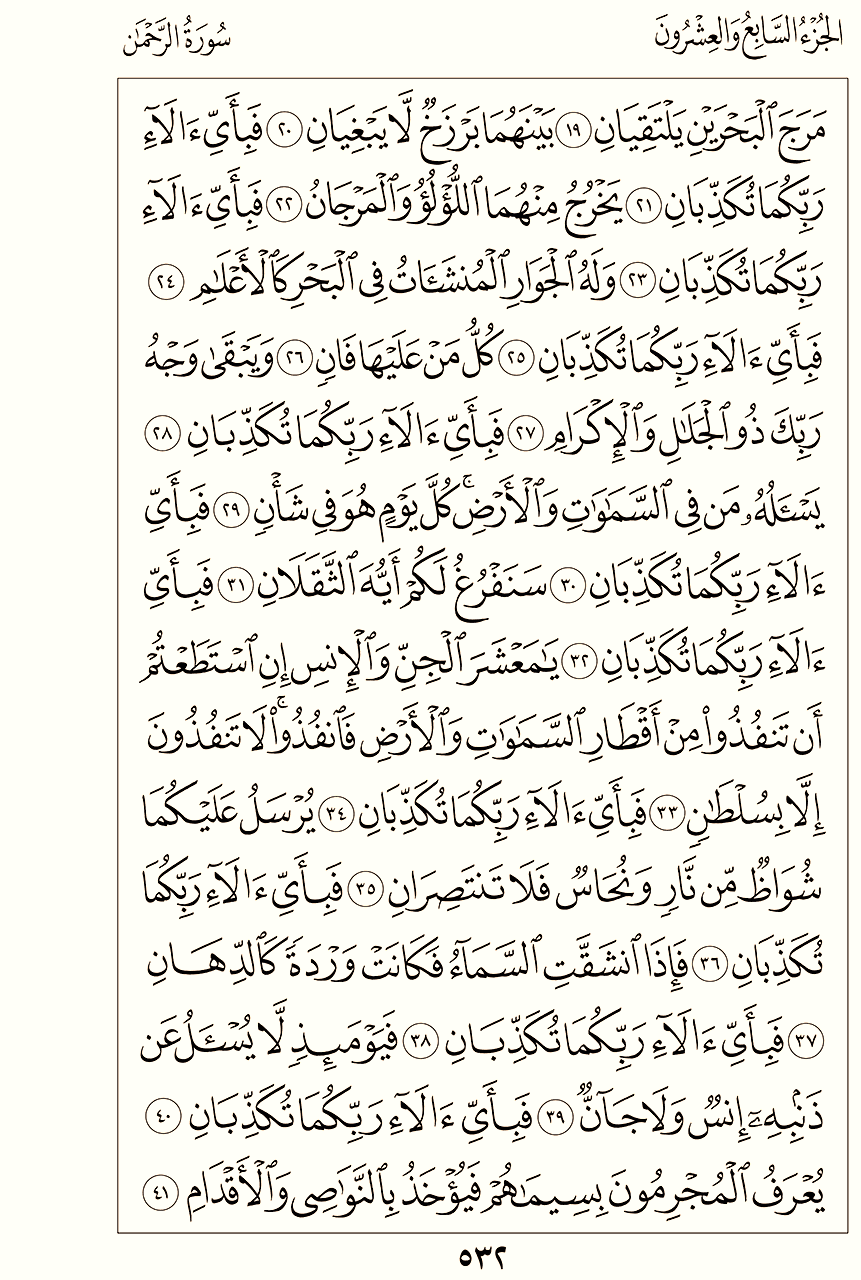 الجُزْءُ السَّابِعُ وَالعِشْرُونَ
سُورَةُ الرَّحْمَٰن
مَرَجَ ٱلْبَحْرَيْنِ يَلْتَقِيَانِ ١٩ بَيْنَهُمَا بَرْزَخٌ لَّا يَبْغِيَانِ ٢٠ فَبِأَيِّ ءَالَآءِ
رَبِّكُمَا تُكَذِّبَانِ ٢١ يَخْرُجُ مِنْهُمَا ٱللُّؤْلُؤُ وَٱلْمَرْجَانُ ٢٢ فَبِأَيِّ ءَالَآءِ
رَبِّكُمَا تُكَذِّبَانِ ٢٣ وَلَهُ ٱلْجَوَارِ ٱلْمُنشَـَٔاتُ فِى ٱلْبَحْرِ كَٱلْأَعْلَٰمِ ٢٤
فَبِأَيِّ ءَالَآءِ رَبِّكُمَا تُكَذِّبَانِ ٢٥ كُلُّ مَنْ عَلَيْهَا فَانٍ ٢٦ وَيَبْقَىٰ وَجْهُ
رَبِّكَ ذُو ٱلْجَلَٰلِ وَٱلْإِكْرَامِ ٢٧ فَبِأَيِّ ءَالَآءِ رَبِّكُمَا تُكَذِّبَانِ ٢٨
يَسْـَٔلُهُۥ مَن فِى ٱلسَّمَٰوَٰتِ وَٱلْأَرْضِ ۚ كُلَّ يَوْمٍ هُوَ فِى شَأْنٍ ٢٩ فَبِأَيِّ
ءَالَآءِ رَبِّكُمَا تُكَذِّبَانِ ٣٠ سَنَفْرُغُ لَكُمْ أَيُّهَ ٱلثَّقَلَانِ ٣١ فَبِأَيِّ
ءَالَآءِ رَبِّكُمَا تُكَذِّبَانِ ٣٢ يَٰمَعْشَرَ ٱلْجِنِّ وَٱلْإِنسِ إِنِ ٱسْتَطَعْتُمْ
أَن تَنفُذُوا۟ مِنْ أَقْطَارِ ٱلسَّمَٰوَٰتِ وَٱلْأَرْضِ فَٱنفُذُوا۟ ۚ لَا تَنفُذُونَ
إِلَّا بِسُلْطَٰنٍ ٣٣ فَبِأَيِّ ءَالَآءِ رَبِّكُمَا تُكَذِّبَانِ ٣٤ يُرْسَلُ عَلَيْكُمَا
شُوَاظٌ مِّن نَّارٍ وَنُحَاسٌ فَلَا تَنتَصِرَانِ ٣٥ فَبِأَيِّ ءَالَآءِ رَبِّكُمَا
تُكَذِّبَانِ ٣٦ فَإِذَا ٱنشَقَّتِ ٱلسَّمَآءُ فَكَانَتْ وَرْدَةً كَٱلدِّهَانِ
٣٧ فَبِأَيِّ ءَالَآءِ رَبِّكُمَا تُكَذِّبَانِ ٣٨ فَيَوْمَئِذٍ لَّا يُسْـَٔلُ عَن
ذَنۢبِهِۦٓ إِنسٌ وَلَا جَآنٌّ ٣٩ فَبِأَيِّ ءَالَآءِ رَبِّكُمَا تُكَذِّبَانِ ٤٠
يُعْرَفُ ٱلْمُجْرِمُونَ بِسِيمَٰهُمْ فَيُؤْخَذُ بِٱلنَّوَٰصِى وَٱلْأَقْدَامِ ٤١
٥٣٢